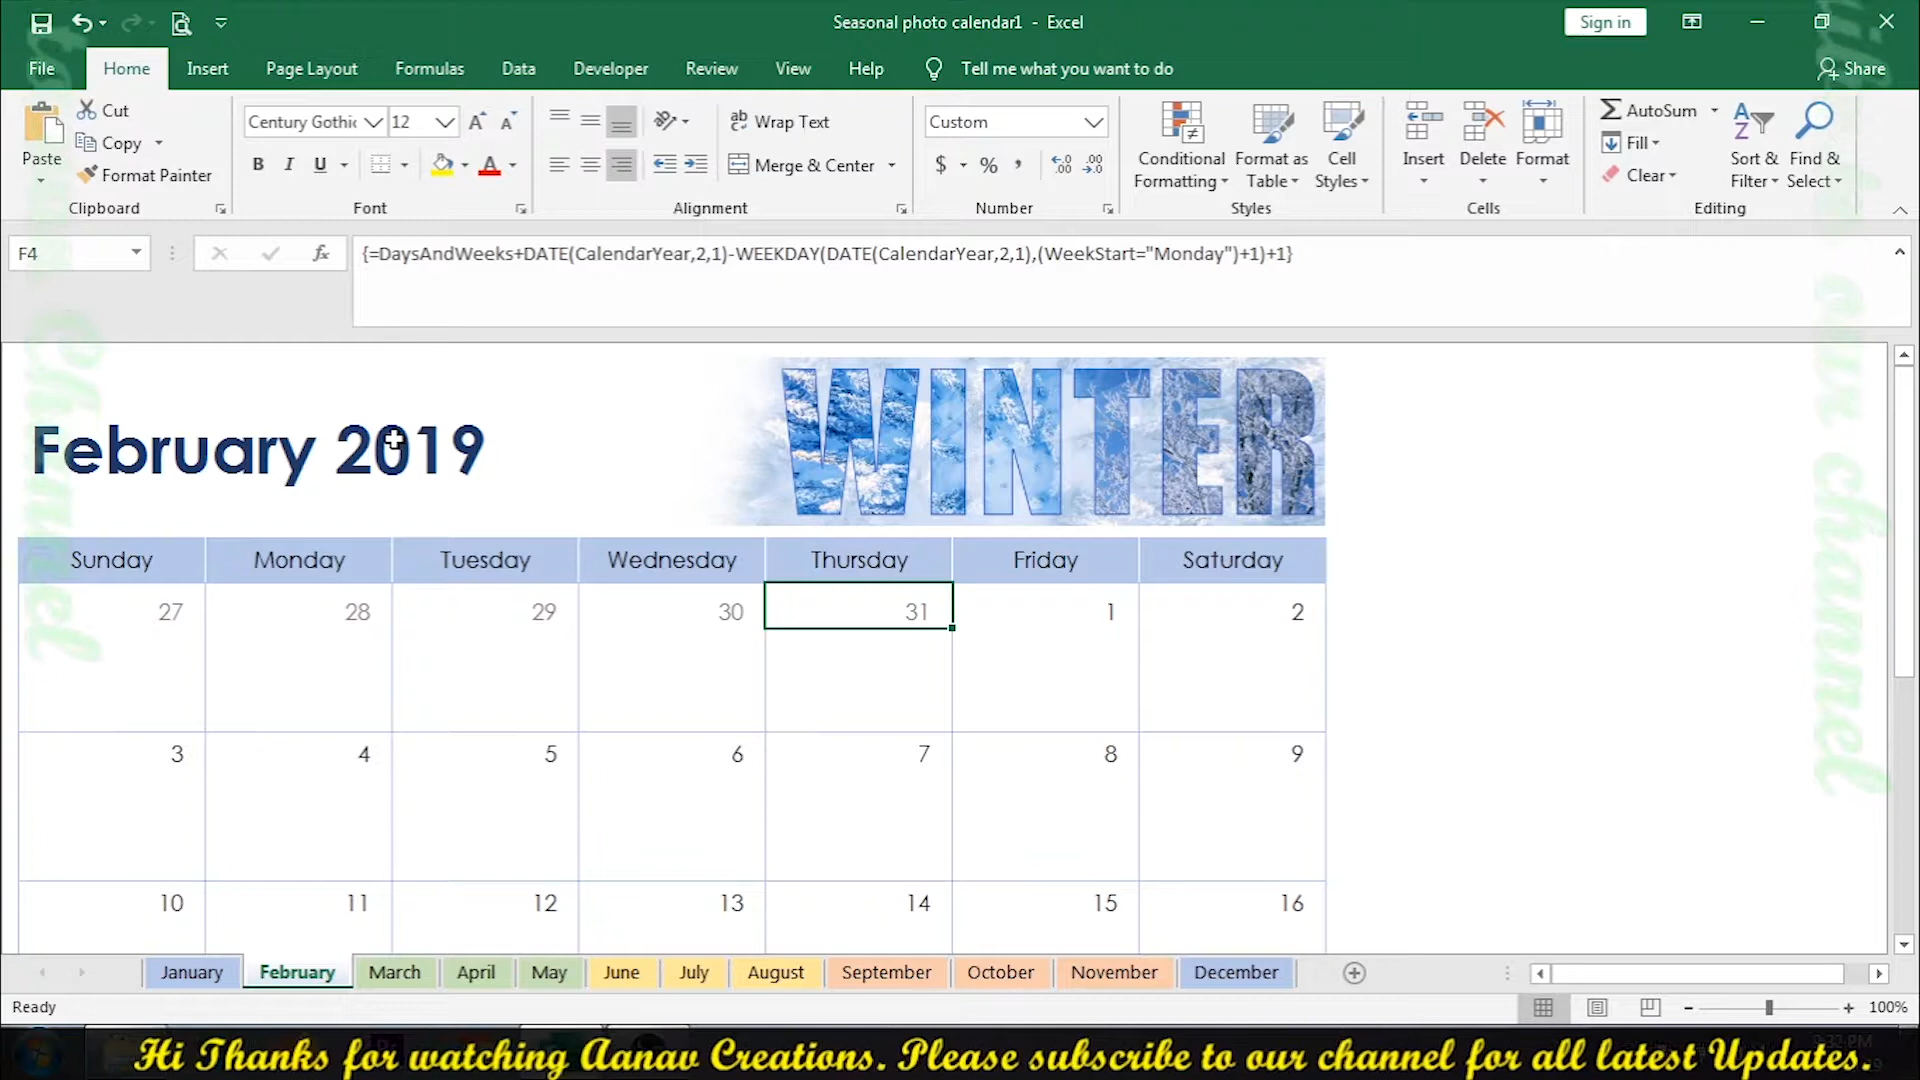 Seasonal photo calendar1 - Excel
Sign in
File Home Insert Page Layout Formulas Data Developer Review View Help Tell me what you want to do Share
Paste
Cut
Copy
Format Painter
Clipboard
Century Gothic 12
B I U
A
Font
Wrap Text
Merge & Center
Alignment
Custom
$ % ,
Number
Conditional Formatting
Format as Table
Cell Styles
Styles
Insert Delete Format
Cells
AutoSum
Fill
Clear
Sort & Filter
Find & Select
Editing
F4 fx {=DaysAndWeeks+DATE(CalendarYear,2,1)-WEEKDAY(DATE(CalendarYear,2,1),(WeekStart="Monday")+1)+1}
February 2019
WINTER
Sunday Monday Tuesday Wednesday Thursday Friday Saturday
27 28 29 30 31 1 2
3 4 5 6 7 8 9
10 11 12 13 14 15 16
January February March April May June July August September October November December
Ready 100%
our channel
Hi Thanks for watching Aanav Creations. Please subscribe to our channel for all latest Updates.